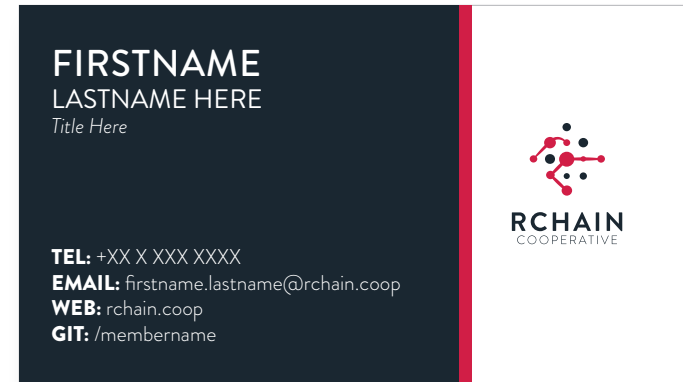 FIRSTNAME
LASTNAME HERE
Title Here
TEL: +XX X XXX XXXX
EMAIL: firstname.lastname@rchain.coop
WEB: rchain.coop
GIT: /membername
RCHAIN
COOPERATIVE